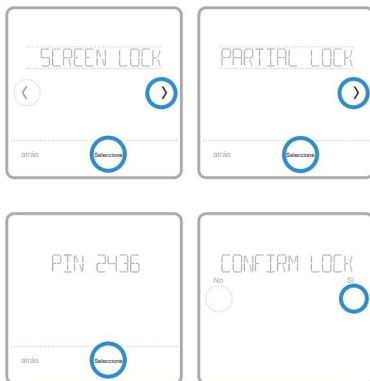 SCREEN LOCK
atrás
Seleccione
PARTIAL LOCK
atrás
Seleccione
PIN 2436
atrás
Seleccione
CONFIRM LOCK
No
Sí